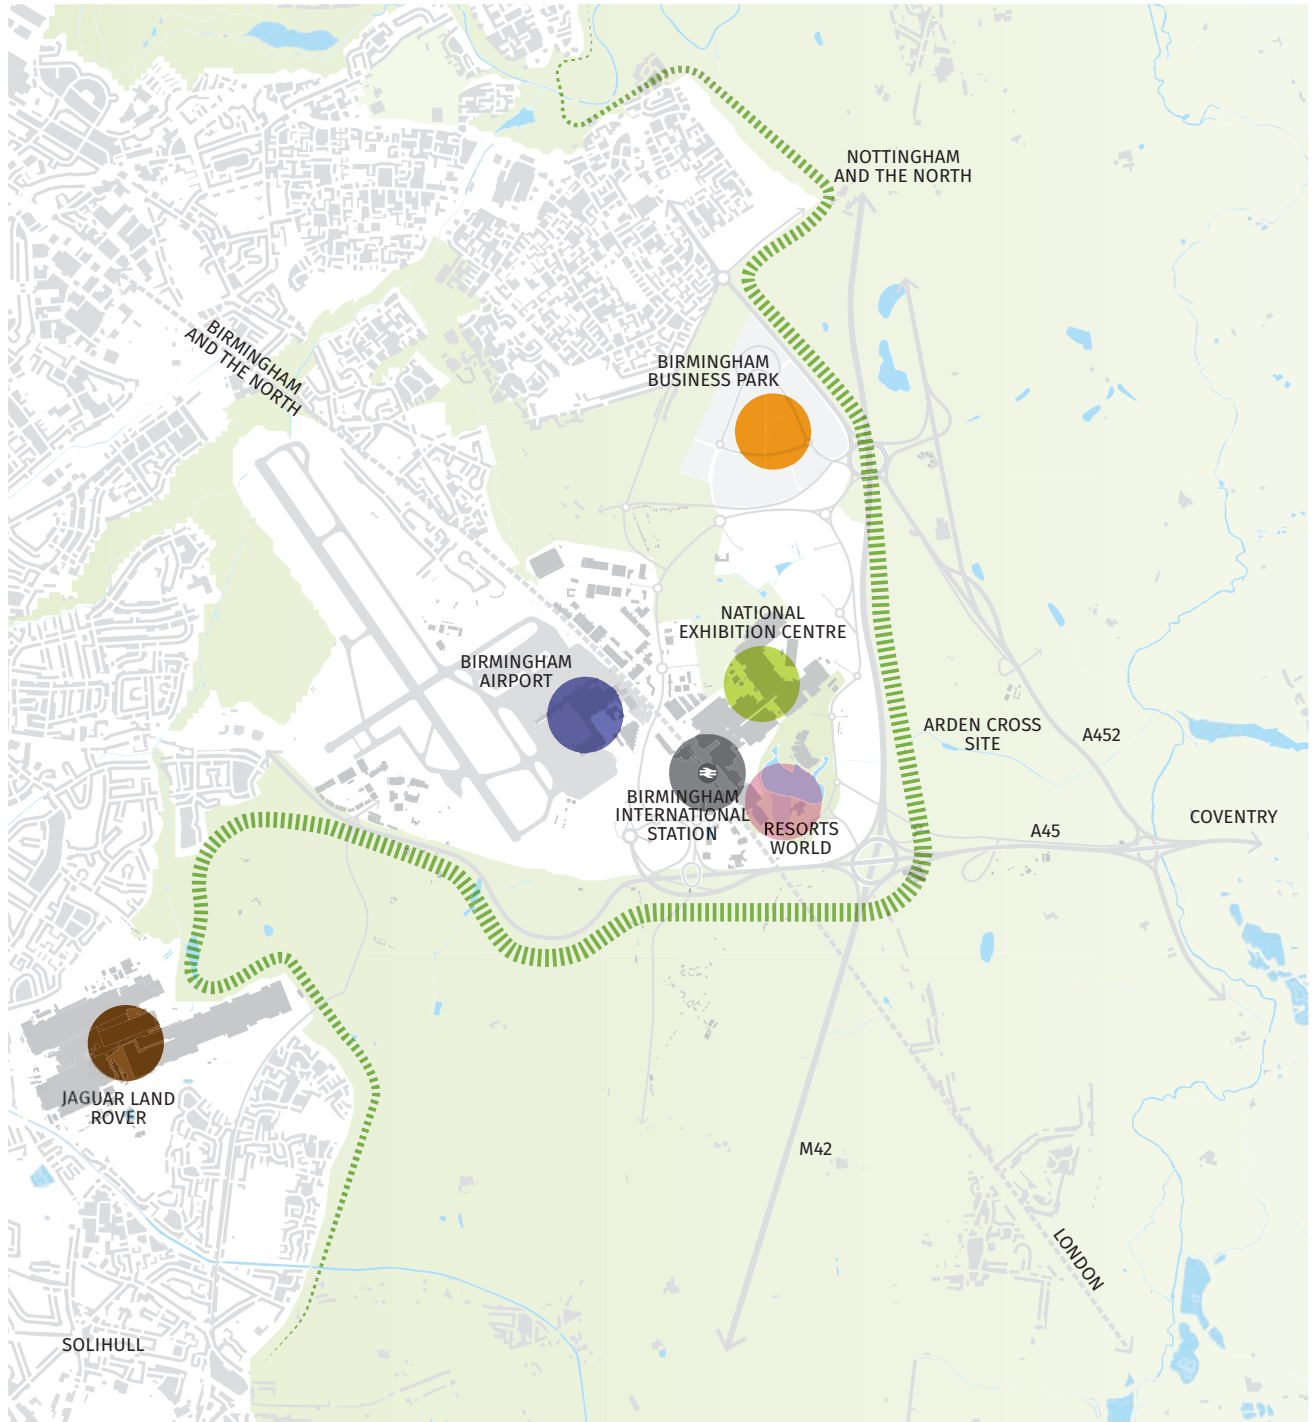 NOTTINGHAM
AND THE NORTH
BIRMINGHAM
AND THE NORTH
BIRMINGHAM
BUSINESS PARK
NATIONAL
EXHIBITION CENTRE
BIRMINGHAM
AIRPORT
ARDEN CROSS
SITE
A452
BIRMINGHAM
INTERNATIONAL
STATION
RESORTS
WORLD
A45
COVENTRY
JAGUAR LAND
ROVER
M42
LONDON
SOLIHULL